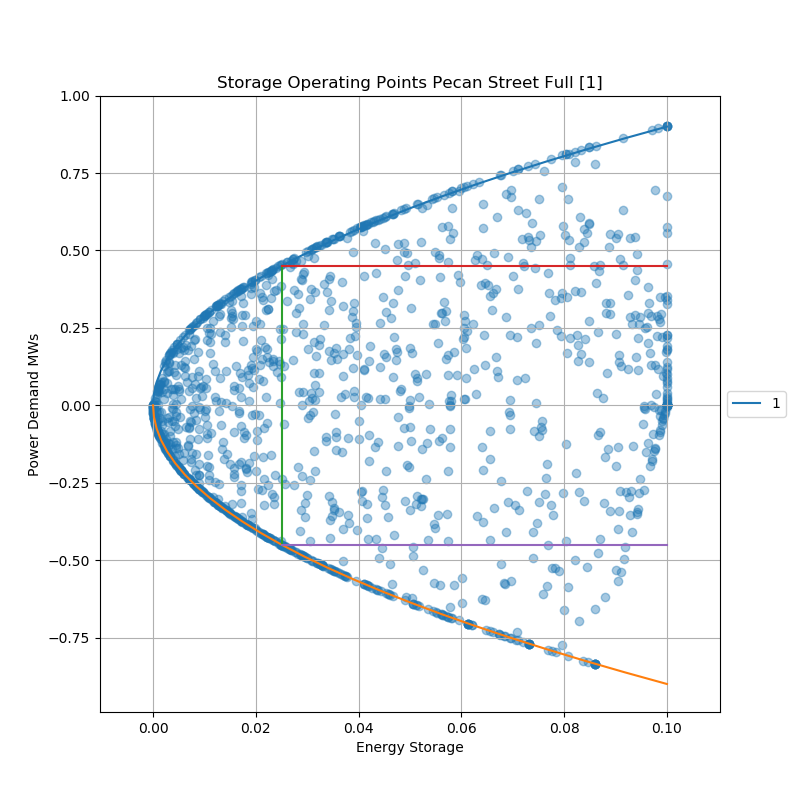 Storage Operating Points Pecan Street Full [1]
1.00
0.75
0.50
0.25
0.00
−0.25
−0.50
−0.75
Power Demand MWs
0.00 0.02 0.04 0.06 0.08 0.10
Energy Storage
1